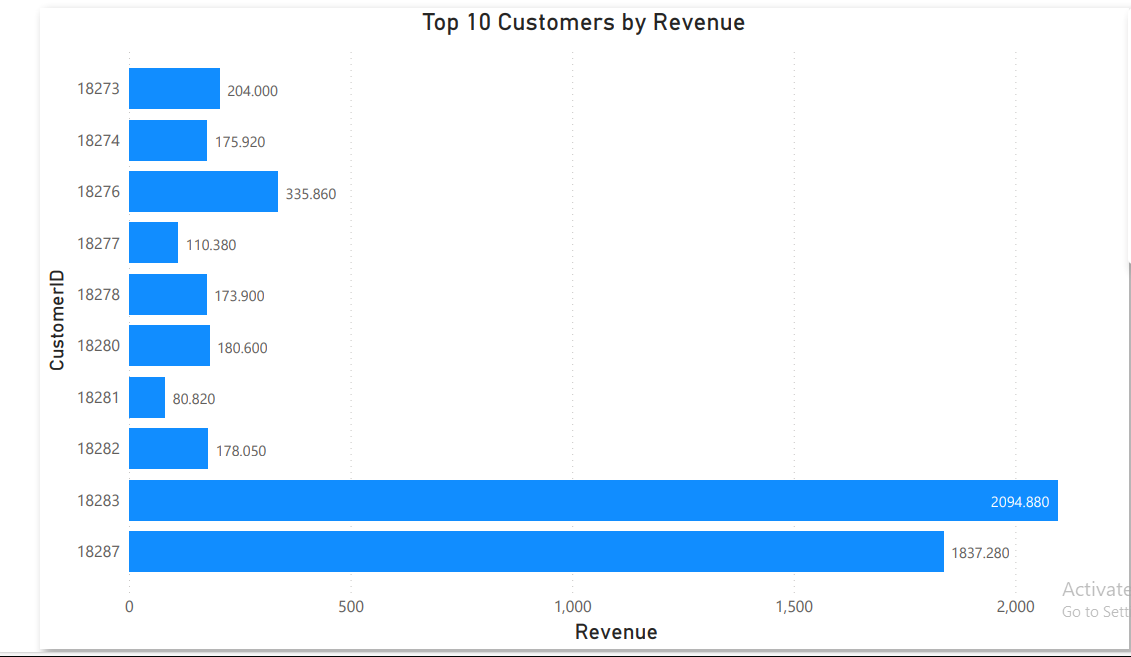 Top 10 Customers by Revenue
18273 204.000
18274 175.920
18276 335.860
18277 110.380
18278 173.900
18280 180.600
18281 80.820
18282 178.050
18283 2094.880
18287 1837.280
CustomerID
0 500 1,000 1,500 2,000
Revenue
Activate
Go to Sett